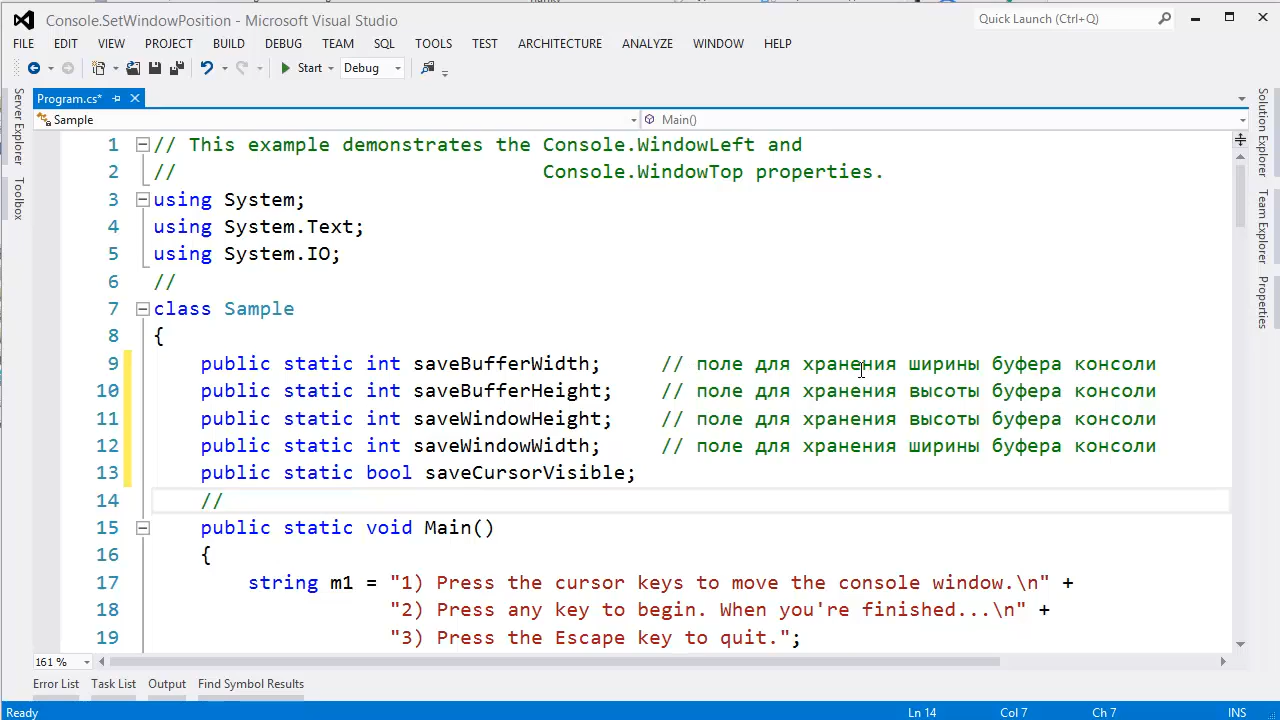 Console.SetWindowPosition - Microsoft Visual Studio
Quick Launch (Ctrl+Q)
FILE EDIT VIEW PROJECT BUILD DEBUG TEAM SQL TOOLS TEST ARCHITECTURE ANALYZE WINDOW HELP
Start Debug
Program.cs*
Sample Main()
Server Explorer
Toolbox
1 // This example demonstrates the Console.WindowLeft and
2 // Console.WindowTop properties.
3 using System;
4 using System.Text;
5 using System.IO;
6 //
7 class Sample
8 {
9 public static int saveBufferWidth; // поле для хранения ширины буфера консоли
10 public static int saveBufferHeight; // поле для хранения высоты буфера консоли
11 public static int saveWindowHeight; // поле для хранения высоты буфера консоли
12 public static int saveWindowWidth; // поле для хранения ширины буфера консоли
13 public static bool saveCursorVisible;
14 //
15 public static void Main()
16 {
17 string m1 = "1) Press the cursor keys to move the console window.\n" +
18 "2) Press any key to begin. When you're finished...\n" +
19 "3) Press the Escape key to quit.";
Solution Explorer
Team Explorer
Properties
161 %
Error List Task List Output Find Symbol Results
Ready Ln 14 Col 7 Ch 7 INS